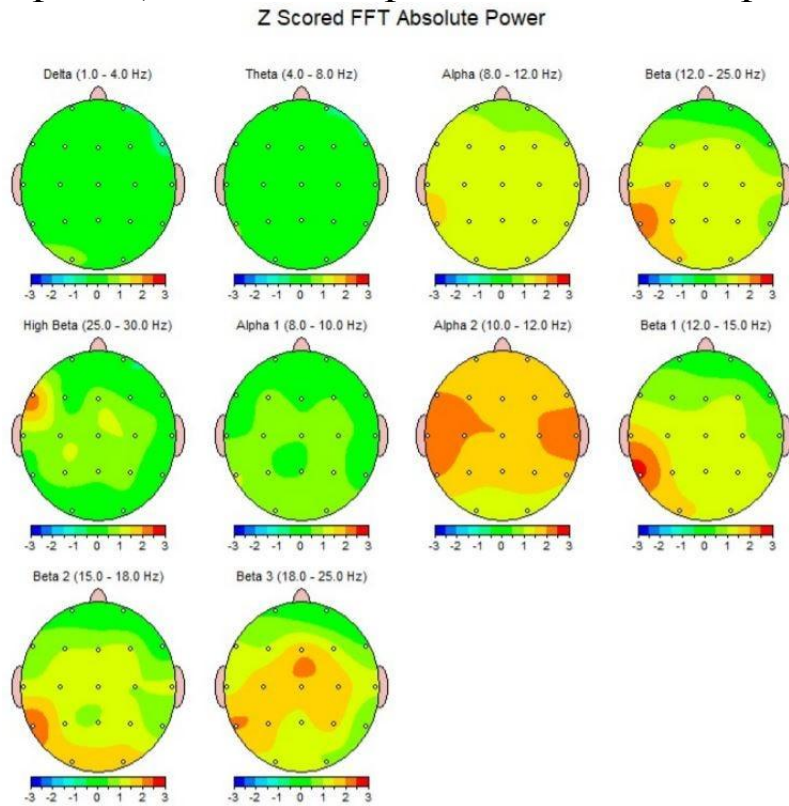 Z Scored FFT Absolute Power
Delta (1.0 - 4.0 Hz)
Theta (4.0 - 8.0 Hz)
Alpha (8.0 - 12.0 Hz)
Beta (12.0 - 25.0 Hz)
-3 -2 -1 0 1 2 3
-3 -2 -1 0 1 2 3
-3 -2 -1 0 1 2 3
-3 -2 -1 0 1 2 3
High Beta (25.0 - 30.0 Hz)
Alpha 1 (8.0 - 10.0 Hz)
Alpha 2 (10.0 - 12.0 Hz)
Beta 1 (12.0 - 15.0 Hz)
-3 -2 -1 0 1 2 3
-3 -2 -1 0 1 2 3
-3 -2 -1 0 1 2 3
-3 -2 -1 0 1 2 3
Beta 2 (15.0 - 18.0 Hz)
Beta 3 (18.0 - 25.0 Hz)
-3 -2 -1 0 1 2 3
-3 -2 -1 0 1 2 3